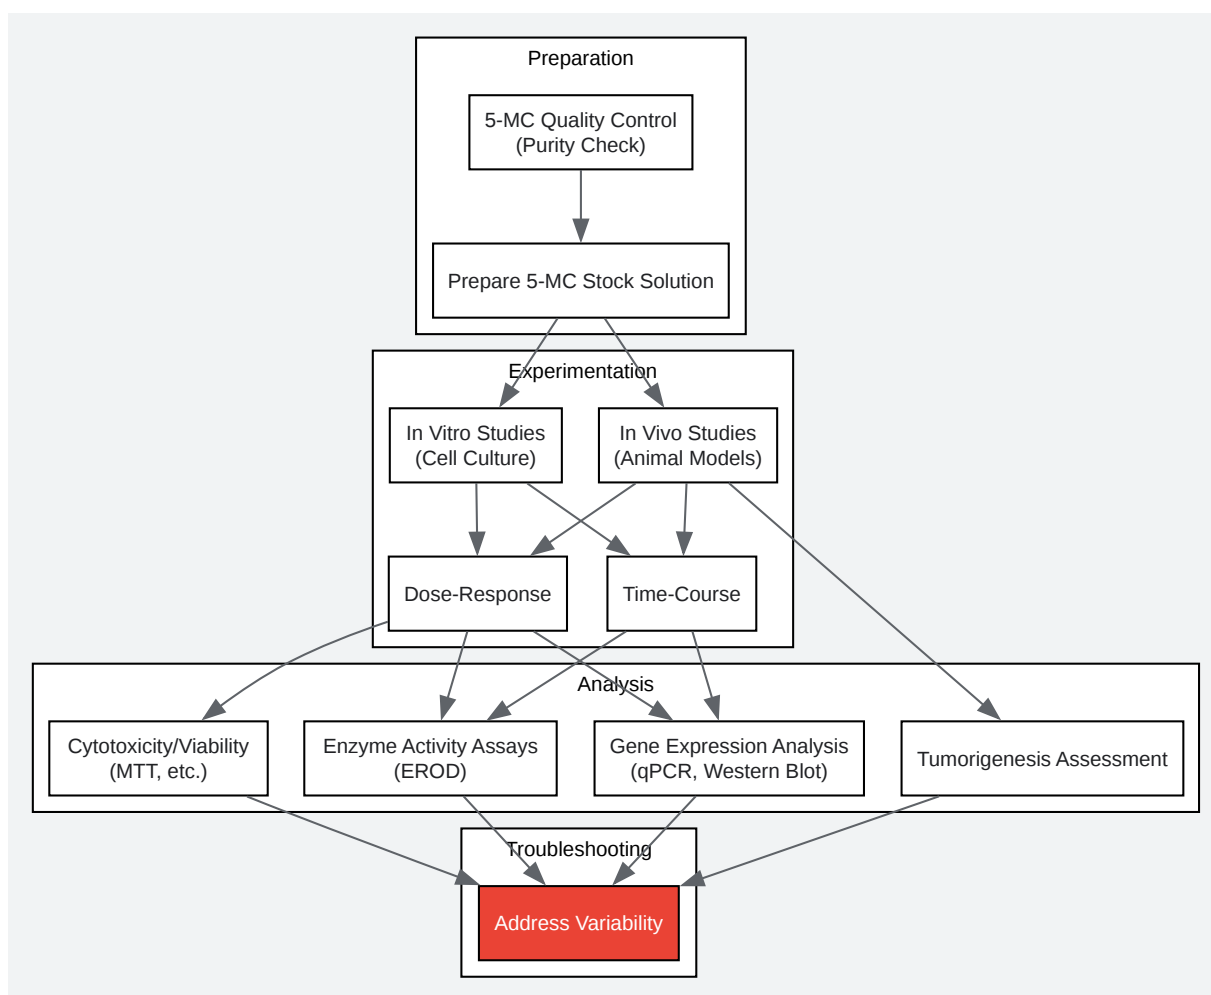 Preparation
5-MC Quality Control
(Purity Check)
Prepare 5-MC Stock Solution
Experimentation
In Vitro Studies
(Cell Culture)
In Vivo Studies
(Animal Models)
Dose-Response
Time-Course
Analysis
Cytotoxicity/Viability
(MTT, etc.)
Enzyme Activity Assays
(EROD)
Gene Expression Analysis
(qPCR, Western Blot)
Tumorigenesis Assessment
Troubleshooting
Address Variability